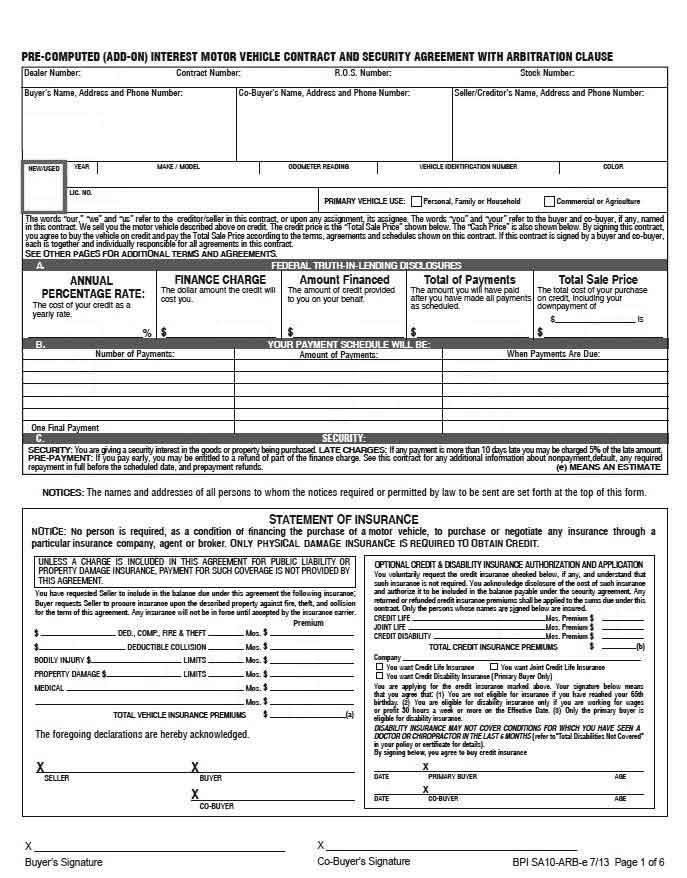 PRE-COMPUTED (ADD-ON) INTEREST MOTOR VEHICLE CONTRACT AND SECURITY AGREEMENT WITH ARBITRATION CLAUSE
Dealer Number: Contract Number: R.O.S. Number: Stock Number:
Buyer's Name, Address and Phone Number: Co-Buyer's Name, Address and Phone Number: Seller/Creditor's Name, Address and Phone Number:
NEW/USED YEAR MAKE / MODEL ODOMETER READING VEHICLE IDENTIFICATION NUMBER COLOR
LIC. NO. PRIMARY VEHICLE USE: Personal, Family or Household Commercial or Agriculture
The words "our," "we" and "us" refer to the creditor/seller in this contract, or upon any assignment, its assignee. The words "you" and "your" refer to the buyer and co-buyer, if any, named
in this contract. We sell you the motor vehicle described above on credit. The credit price is the "Total Sale Price" shown below. The "Cash Price" is also shown below. By signing this contract,
you agree to buy the vehicle on credit and pay the Total Sale Price according to the terms, agreements and schedules shown on this contract. If this contract is signed by a buyer and co-buyer,
each is together and individually responsible for all agreements in this contract.
SEE OTHER PAGES FOR ADDITIONAL TERMS AND AGREEMENTS.
A. FEDERAL TRUTH-IN-LENDING DISCLOSURES
ANNUAL
PERCENTAGE RATE:
The cost of your credit as a
yearly rate.
%
FINANCE CHARGE
The dollar amount the credit will
cost you.
$
Amount Financed
The amount of credit provided
to you on your behalf.
$
Total of Payments
The amount you will have paid
after you have made all payments
as scheduled.
$
Total Sale Price
The total cost of your purchase
on credit, including your
downpayment of
$ is
$
B. YOUR PAYMENT SCHEDULE WILL BE:
Number of Payments: Amount of Payments: When Payments Are Due:
One Final Payment
C. SECURITY:
SECURITY: You are giving a security interest in the goods or property being purchased. LATE CHARGES: If any payment is more than 10 days late you may be charged 5% of the late amount.
PRE-PAYMENT: If you pay early, you may be entitled to a refund of part of the finance charge. See this contract for any additional information about nonpayment,default, any required
repayment in full before the scheduled date, and prepayment refunds. (e) MEANS AN ESTIMATE
NOTICES: The names and addresses of all persons to whom the notices required or permitted by law to be sent are set forth at the top of this form.
STATEMENT OF INSURANCE
NOTICE: No person is required, as a condition of financing the purchase of a motor vehicle, to purchase or negotiate any insurance through a
particular insurance company, agent or broker. ONLY PHYSICAL DAMAGE INSURANCE IS REQUIRED TO OBTAIN CREDIT.
UNLESS A CHARGE IS INCLUDED IN THIS AGREEMENT FOR PUBLIC LIABILITY OR
PROPERTY DAMAGE INSURANCE, PAYMENT FOR SUCH COVERAGE IS NOT PROVIDED BY
THIS AGREEMENT.
You have requested Seller to include in the balance due under this agreement the following insurance;
Buyer requests Seller to procure insurance upon the described property against fire, theft, and collision
for the term of this agreement. Any insurance will not be in force until accepted by the insurance carrier.
Premium
$ DED., COMP., FIRE & THEFT Mos. $
$ DEDUCTIBLE COLLISION Mos. $
BODILY INJURY $ LIMITS Mos. $
PROPERTY DAMAGE $ LIMITS Mos. $
MEDICAL Mos. $
Mos. $
TOTAL VEHICLE INSURANCE PREMIUMS $ (a)
The foregoing declarations are hereby acknowledged.
X X
SELLER BUYER
X
CO-BUYER
OPTIONAL CREDIT & DISABILITY INSURANCE AUTHORIZATION AND APPLICATION
You voluntarily request the credit insurance checked below, if any, and understand that
such insurance is not required. You acknowledge disclosure of the cost of such insurance
and authorize it to be included in the balance payable under the security agreement. Any
returned or refunded credit insurance premiums shall be applied to the sums due under this
contract. Only the persons whose names are signed below are insured.
CREDIT LIFE Mos. Premium $
JOINT LIFE Mos. Premium $
CREDIT DISABILITY Mos. Premium $
TOTAL CREDIT INSURANCE PREMIUMS $ (b)
Company
You want Credit Life Insurance You want Joint Credit Life Insurance
You want Credit Disability Insurance (Primary Buyer Only)
You are applying for the credit insurance marked above. Your signature below means
that you agree that: (1) You are not eligible for insurance if you have reached your 65th
birthday. (2) You are eligible for disability insurance only if you are working for wages
or profit 30 hours a week or more on the Effective Date. (3) Only the primary buyer is
eligible for disability insurance.
DISABILITY INSURANCE MAY NOT COVER CONDITIONS FOR WHICH YOU HAVE SEEN A
DOCTOR OR CHIROPRACTOR IN THE LAST 6 MONTHS (refer to"Total Disabilities Not Covered"
in your policy or certificate for details).
By signing below, you agree to buy credit insurance
X
DATE PRIMARY BUYER AGE
X
DATE CO-BUYER AGE
X X
Buyer's Signature Co-Buyer's Signature BPI SA10-ARB-e 7/13 Page 1 of 6